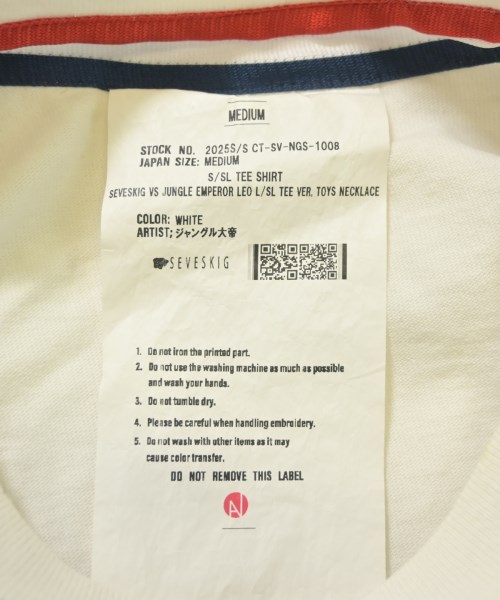 MEDIUM
STOCK NO. 2025S/S CT-SV-NGS-1008
JAPAN SIZE: MEDIUM
S/SL TEE SHIRT
SEVESKIG VS JUNGLE EMPEROR LEO L/SL TEE VER. TOYS NECKLACE
COLOR: WHITE
ARTIST;ジャングル大帝
SEVESKIG
1. Do not iron the printed part.
2. Do not use the washing machine as much as possible
and wash your hands.
3. Do not tumble dry.
4. Please be careful when handling embroidery.
5. Do not wash with other items as it may
cause color transfer.
DO NOT REMOVE THIS LABEL